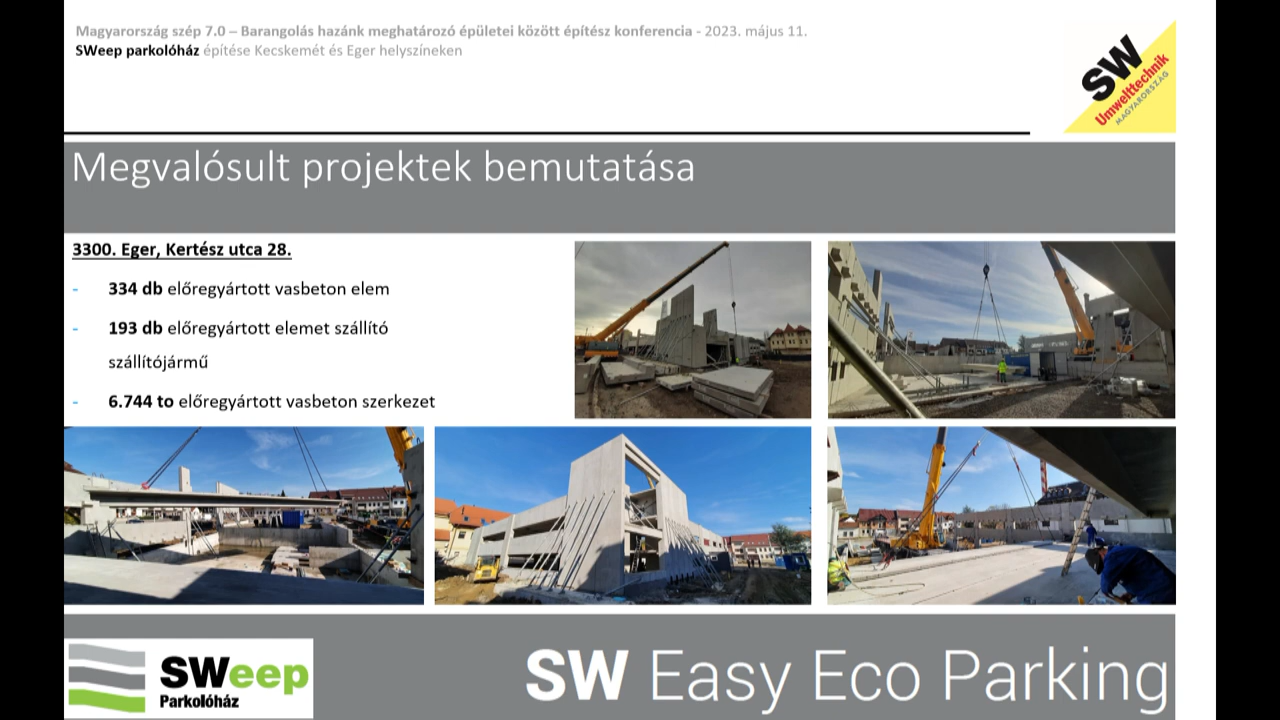 Magyarország szép 7.0 – Barangolás hazánk meghatározó épületei között építész konferencia - 2023. május 11.
SWeep parkolóház építése Kecskemét és Eger helyszíneken
SW
Umwelttechnik
MAGYARORSZÁG
Megvalósult projektek bemutatása
3300. Eger, Kertész utca 28.
- 334 db előregyártott vasbeton elem
- 193 db előregyártott elemet szállító
szállítójármű
- 6.744 to előregyártott vasbeton szerkezet
SWeep
Parkolóház
SW Easy Eco Parking